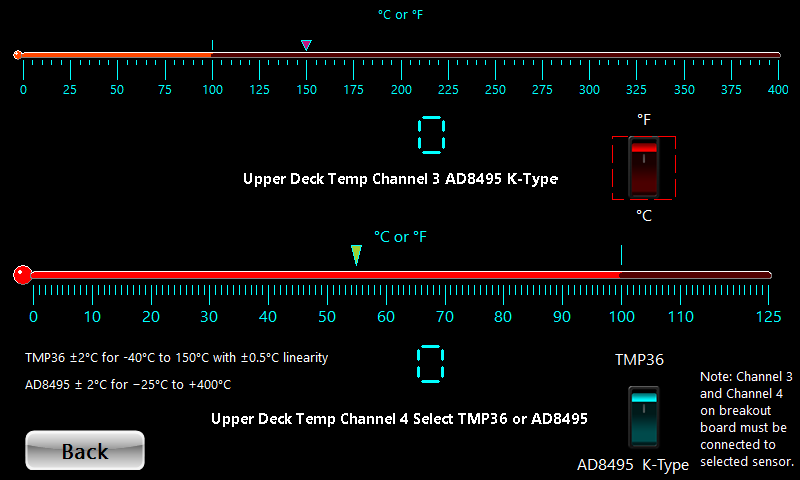 °C or °F
0 25 50 75 100 125 150 175 200 225 250 275 300 325 350 375 400
°F
0
Upper Deck Temp Channel 3 AD8495 K-Type
°C
°C or °F
0 10 20 30 40 50 60 70 80 90 100 110 125
0
TMP36 ±2°C for -40°C to 150°C with ±0.5°C linearity
TMP36
AD8495 ± 2°C for −25°C to +400°C
Note: Channel 3
and Channel 4
on breakout
board must be
connected to
selected sensor.
Upper Deck Temp Channel 4 Select TMP36 or AD8495
Back
AD8495 K-Type